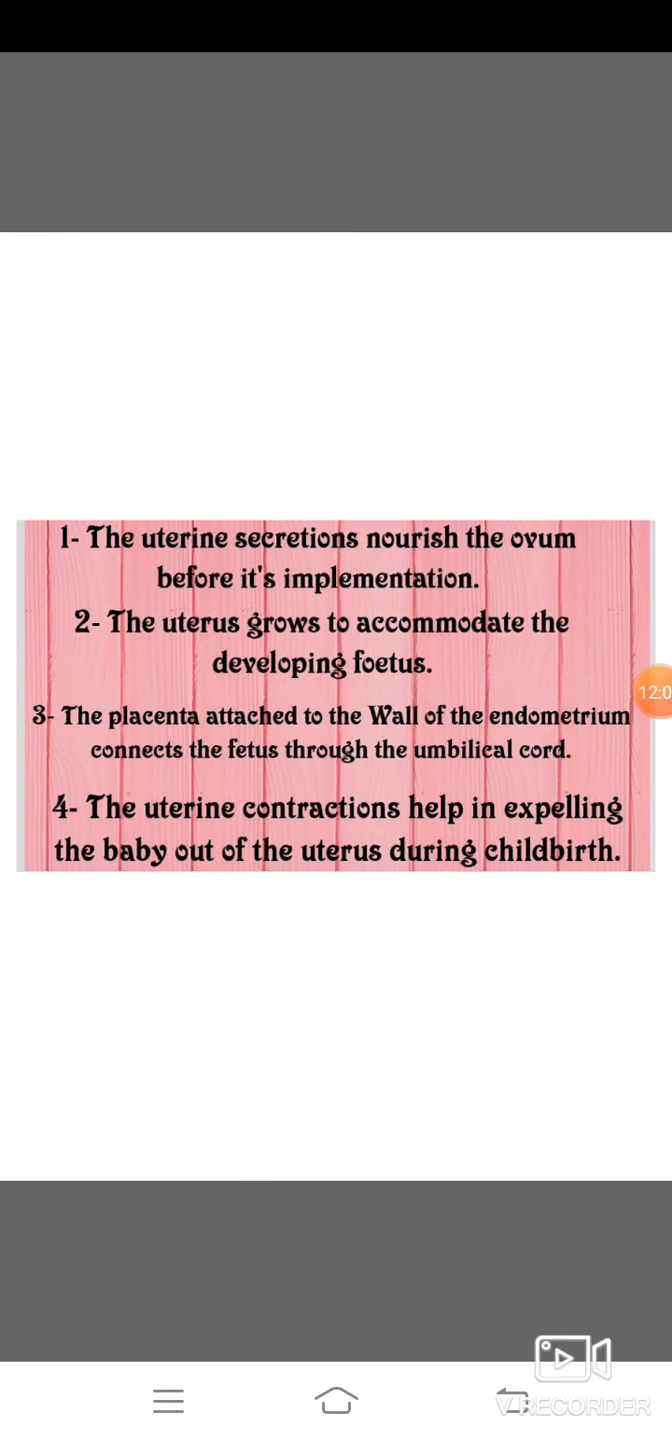 1- The uterine secretions nourish the ovum
before it's implementation.
2- The uterus grows to accommodate the
developing foetus.
3- The placenta attached to the Wall of the endometrium
connects the fetus through the umbilical cord.
4- The uterine contractions help in expelling
the baby out of the uterus during childbirth.
12:0
V RECORDER